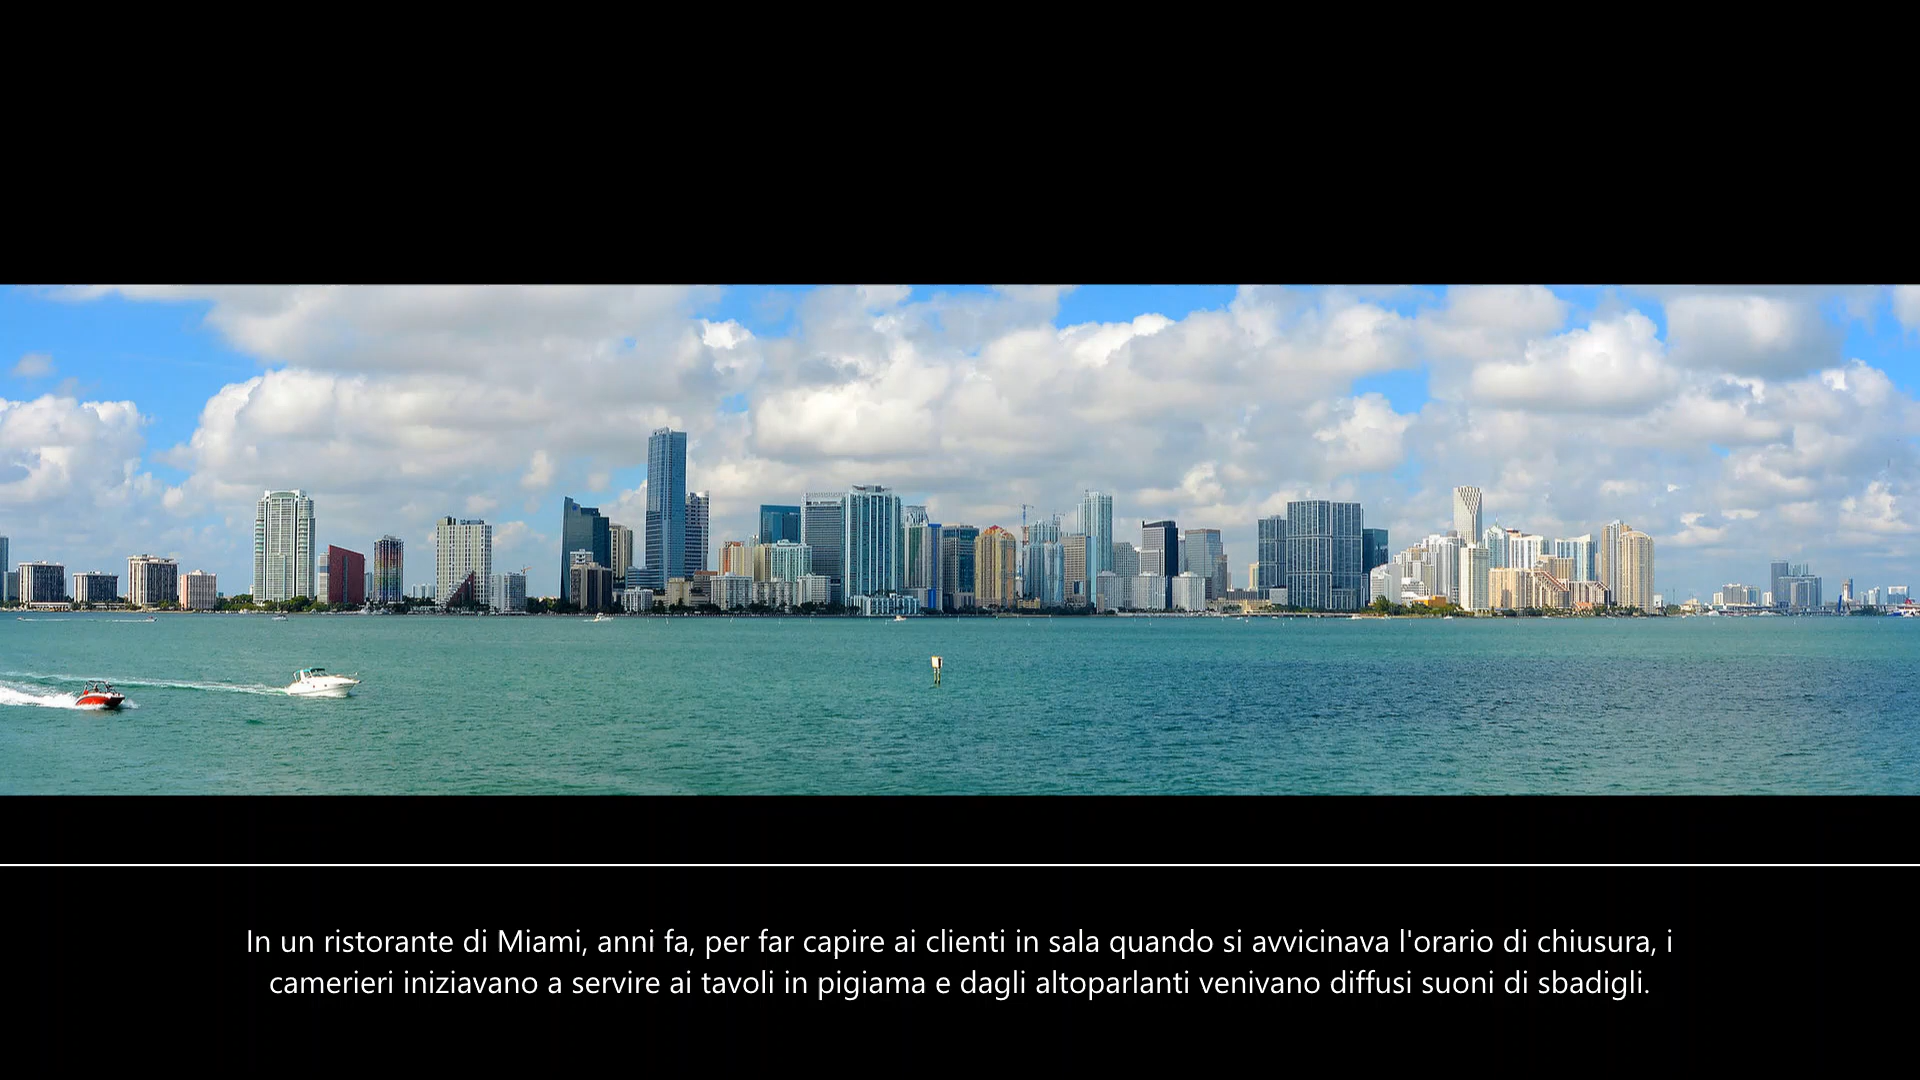 In un ristorante di Miami, anni fa, per far capire ai clienti in sala quando si avvicinava l'orario di chiusura, i
camerieri iniziavano a servire ai tavoli in pigiama e dagli altoparlanti venivano diffusi suoni di sbadigli.